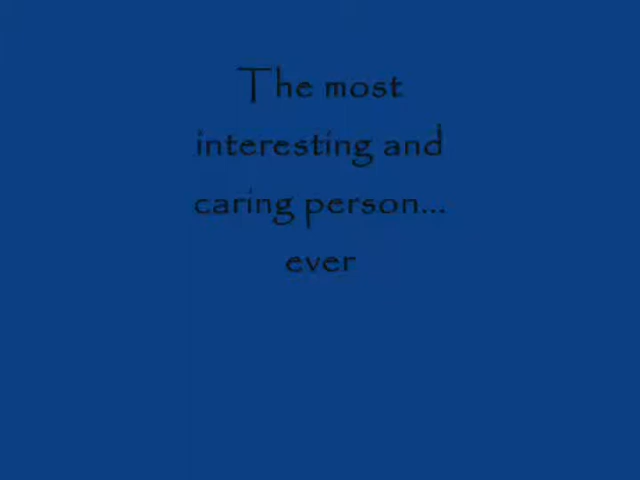 The most
interesting and
caring person...
ever